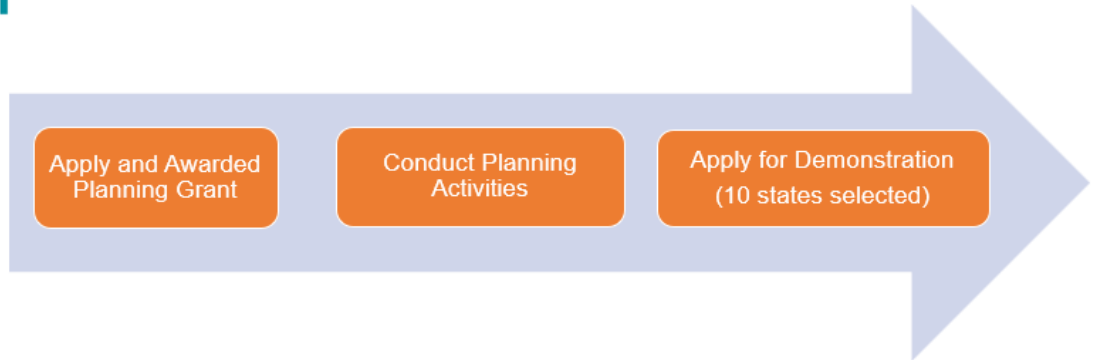 Apply and Awarded
Planning Grant
Conduct Planning
Activities
Apply for Demonstration
(10 states selected)